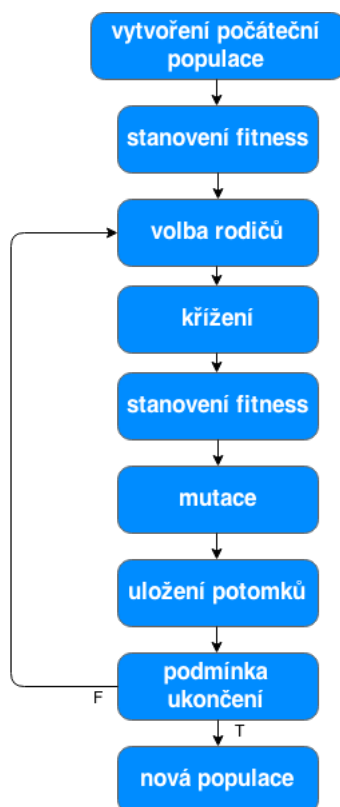 vytvoření počáteční
populace
stanovení fitness
volba rodičů
křížení
stanovení fitness
mutace
uložení potomků
podmínka
ukončení
F
T
nová populace